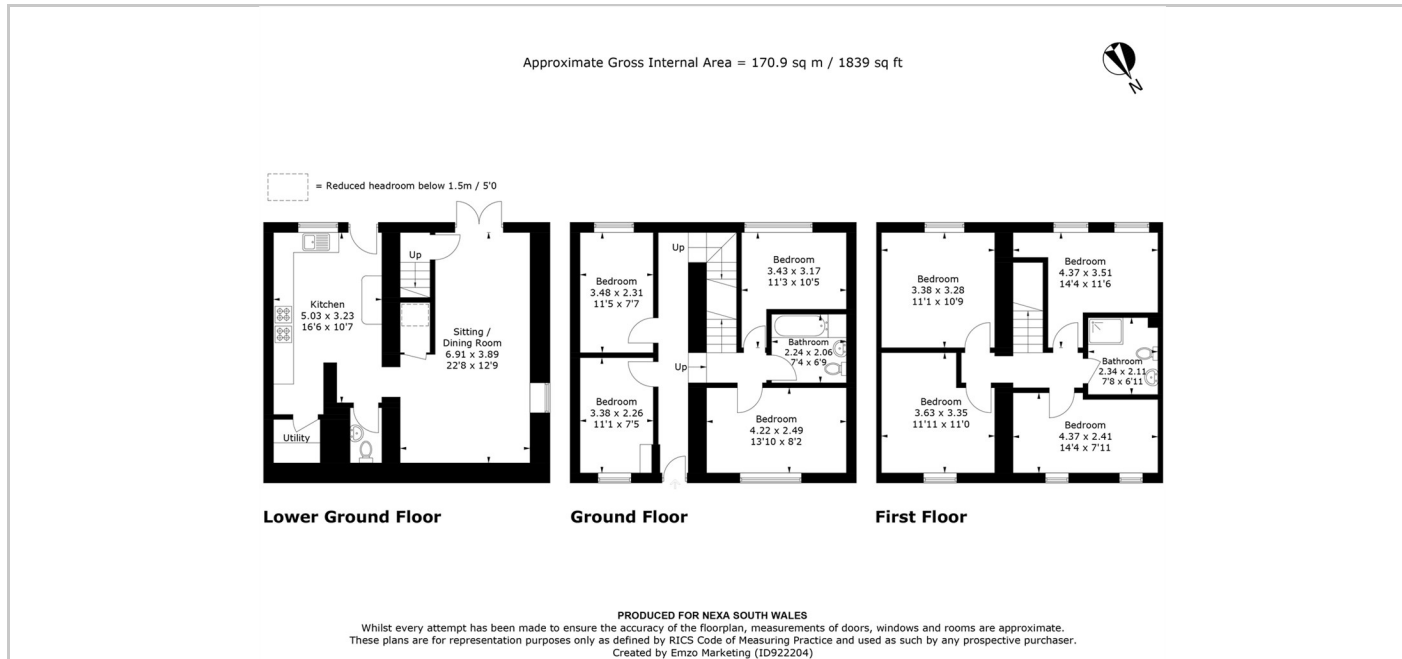 Approximate Gross Internal Area = 170.9 sq m / 1839 sq ft
N
= Reduced headroom below 1.5m / 5'0
Up
Kitchen
5.03 x 3.23
16'6 x 10'7
Sitting /
Dining Room
6.91 x 3.89
22'8 x 12'9
Utility
Lower Ground Floor
Up
Bedroom
3.48 x 2.31
11'5 x 7'7
Bedroom
3.43 x 3.17
11'3 x 10'5
Bathroom
2.24 x 2.06
7'4 x 6'9
Up
Bedroom
3.38 x 2.26
11'1 x 7'5
Bedroom
4.22 x 2.49
13'10 x 8'2
Ground Floor
Bedroom
3.38 x 3.28
11'1 x 10'9
Bedroom
4.37 x 3.51
14'4 x 11'6
Bathroom
2.34 x 2.11
7'8 x 6'11
Bedroom
3.63 x 3.35
11'11 x 11'0
Bedroom
4.37 x 2.41
14'4 x 7'11
First Floor
PRODUCED FOR NEXA SOUTH WALES
Whilst every attempt has been made to ensure the accuracy of the floorplan, measurements of doors, windows and rooms are approximate.
These plans are for representation purposes only as defined by RICS Code of Measuring Practice and used as such by any prospective purchaser.
Created by Emzo Marketing (ID922204)